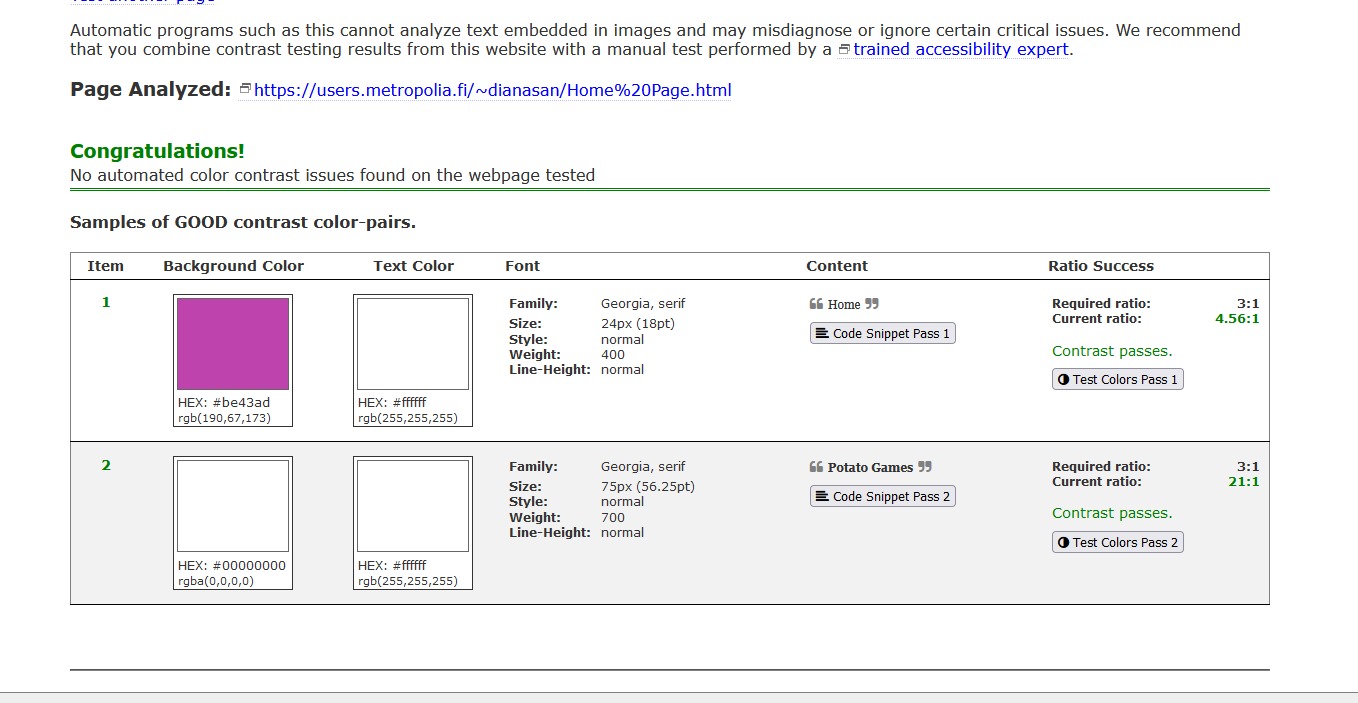 Test another page
Automatic programs such as this cannot analyze text embedded in images and may misdiagnose or ignore certain critical issues. We recommend
that you combine contrast testing results from this website with a manual test performed by a trained accessibility expert.
Page Analyzed: https://users.metropolia.fi/~dianasan/Home%20Page.html
Congratulations!
No automated color contrast issues found on the webpage tested
Samples of GOOD contrast color-pairs.
Item Background Color Text Color Font Content Ratio Success
1
HEX: #be43ad
rgb(190,67,173)
HEX: #ffffff
rgb(255,255,255)
Family: Georgia, serif
Size: 24px (18pt)
Style: normal
Weight: 400
Line-Height: normal
❝ Home ❞
Code Snippet Pass 1
Required ratio: 3:1
Current ratio: 4.56:1
Contrast passes.
Test Colors Pass 1
2
HEX: #00000000
rgba(0,0,0,0)
HEX: #ffffff
rgb(255,255,255)
Family: Georgia, serif
Size: 75px (56.25pt)
Style: normal
Weight: 700
Line-Height: normal
❝ Potato Games ❞
Code Snippet Pass 2
Required ratio: 3:1
Current ratio: 21:1
Contrast passes.
Test Colors Pass 2